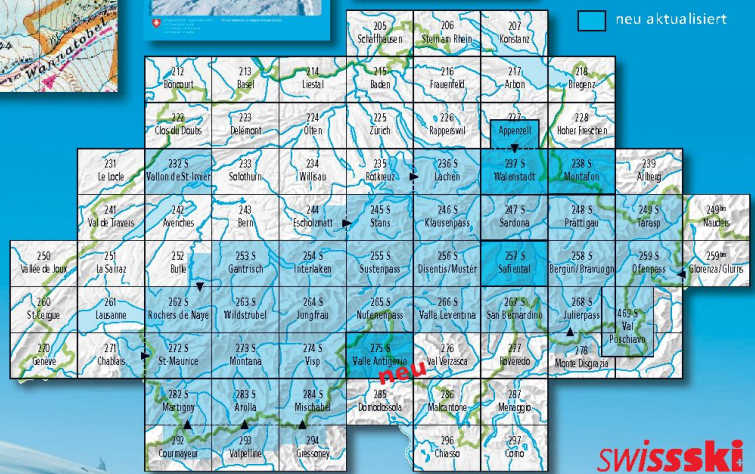 44
Wannatobel
neu aktualisiert
205 206 207
Schaffhausen Stein am Rhein Konstanz
212 213 214 215 216 217 218
Boncourt Basel Liestal Baden Frauenfeld Arbon Bregenz
222 223 224 225 226 227 228
Clos du Doubs Delémont Olten Zürich Rapperswil Appenzell Hoher Freschen
231 232 S 233 234 235 236 S 237 S 238 S 239
Le Locle Vallon de St-Imier Solothurn Willisau Rotkreuz Lachen Walenstadt Montafon Arlberg
241 242 243 244 245 S 246 S 247 S 248 S 249 S 249 bis
Val de Travers Avenches Bern Escholzmatt Stans Klausenpass Sardona Prättigau Tarasp Nauders
250 251 252 253 S 254 S 255 S 256 S 257 S 258 S 259 S 259 bis
Vallée de Joux La Sarraz Bulle Gantrisch Interlaken Sustenpass Disentis/Mustér Safiental Bergün/Bravuogn Ofenpass Glorenza/Glurns
260 261 262 S 263 S 264 S 265 S 266 S 267 S 268 S 469 S
St-Cergue Lausanne Rochers de Naye Wildstrubel Jungfrau Nufenenpass Valle Leventina San Bernardino Julierpass Val Poschiavo
270 271 272 S 273 S 274 S 275 S 276 277 278
Genève Chablais St-Maurice Montana Visp Valle Antigorio Val Verzasca Roveredo Monte Disgrazia
neu
282 S 283 S 284 S 285 286 287
Martigny Arolla Mischabel Domodossola Malcantone Menaggio
292 293 294 296 297
Courmayeur Valpelline Gressoney Chiasso Como
swissski